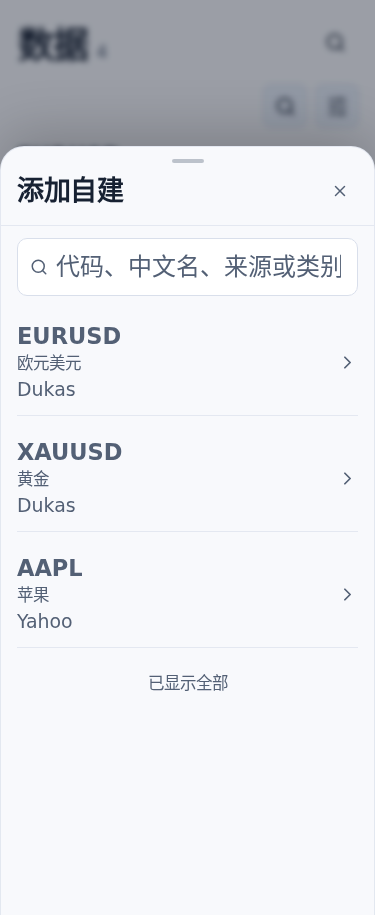 数据
添加自建
代码、中文名、来源或类别
EURUSD
欧元美元
Dukas
XAUUSD
黄金
Dukas
AAPL
苹果
Yahoo
已显示全部